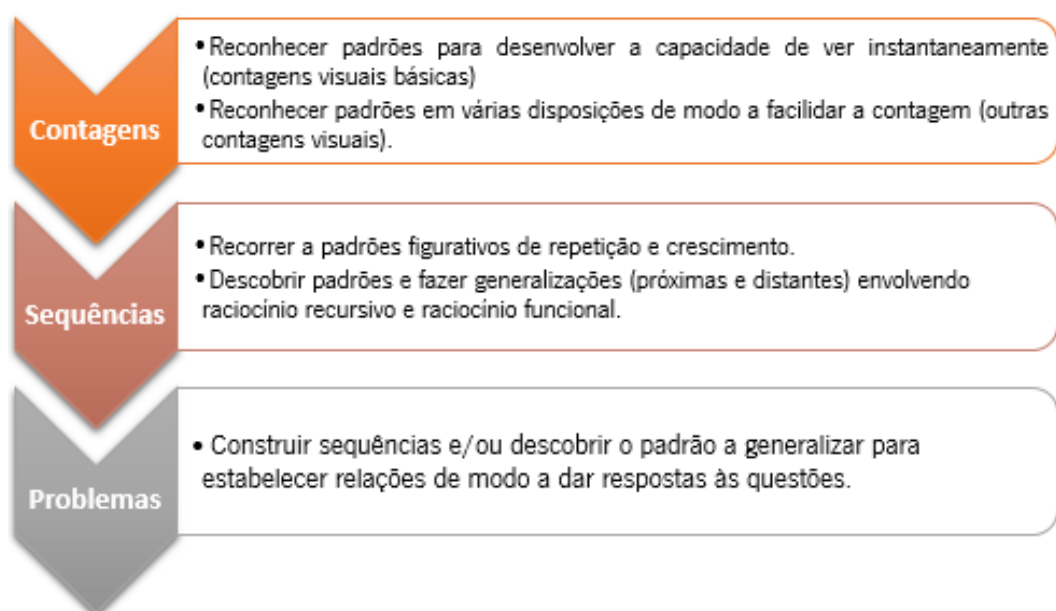 Contagens
• Reconhecer padrões para desenvolver a capacidade de ver instantaneamente
(contagens visuais básicas)
• Reconhecer padrões em várias disposições de modo a facilidar a contagem (outras
contagens visuais).
Sequências
• Recorrer a padrões figurativos de repetição e crescimento.
• Descobrir padrões e fazer generalizações (próximas e distantes) envolvendo
raciocínio recursivo e raciocínio funcional.
Problemas
• Construir sequências e/ou descobrir o padrão a generalizar para
estabelecer relações de modo a dar respostas às questões.